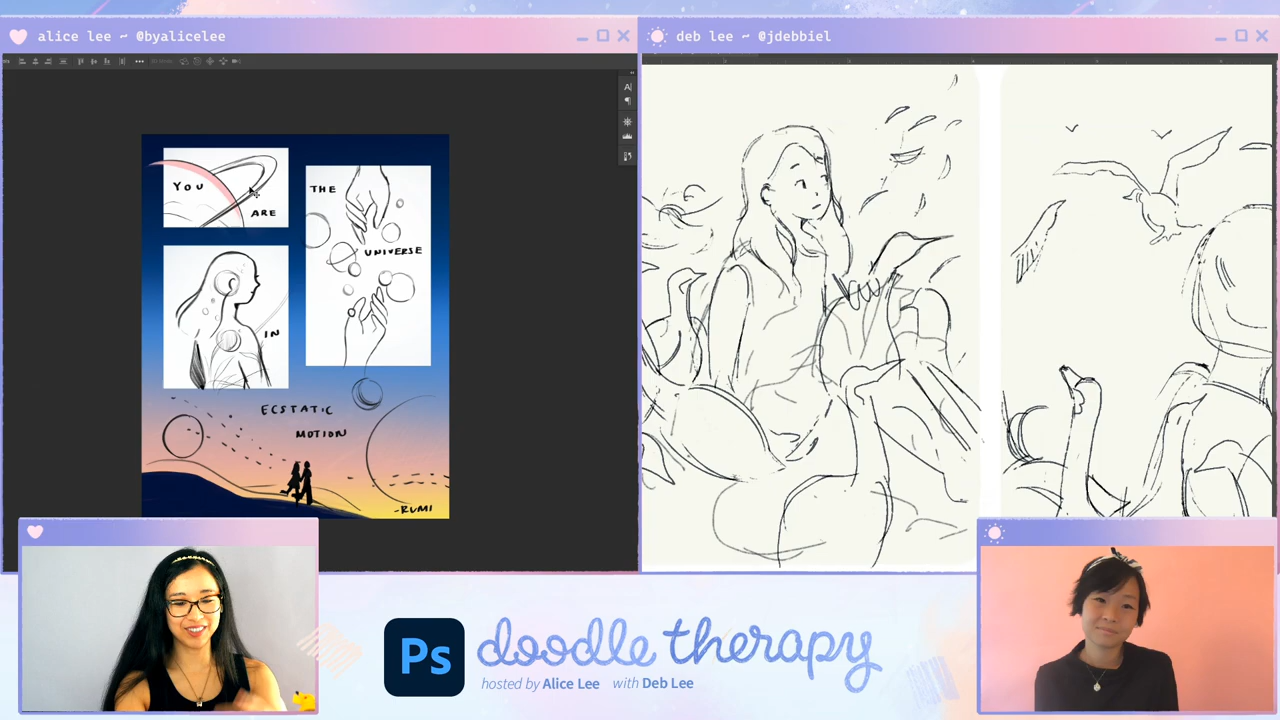 alice lee ~ @byalicelee
deb lee ~ @jdebbiel
YOU
ARE
THE
UNIVERSE
IN
ECSTATIC
MOTION
-RUMI
Ps
doodle therapy
hosted by Alice Lee with Deb Lee